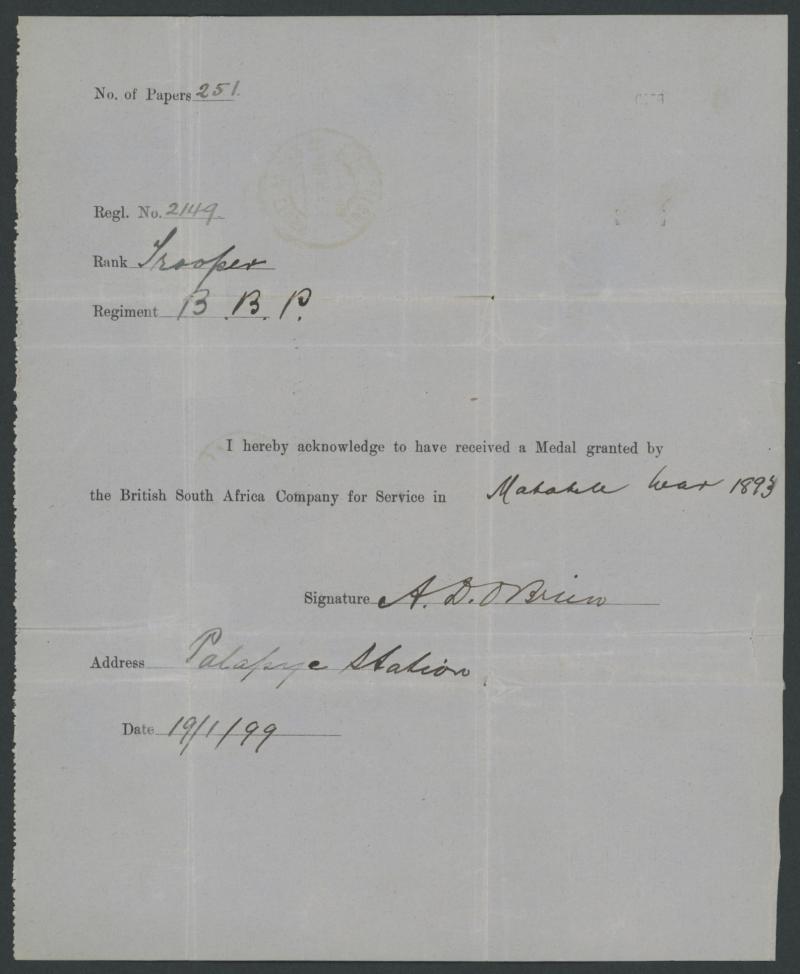 No. of Papers 251.
Regl. No. 2149.
Rank Trooper
Regiment B.B.P.
I hereby acknowledge to have received a Medal granted by
the British South Africa Company for Service in Matabele War 1893
Signature A. D. O'Brien
Address Palapye Station.
Date 19/1/99